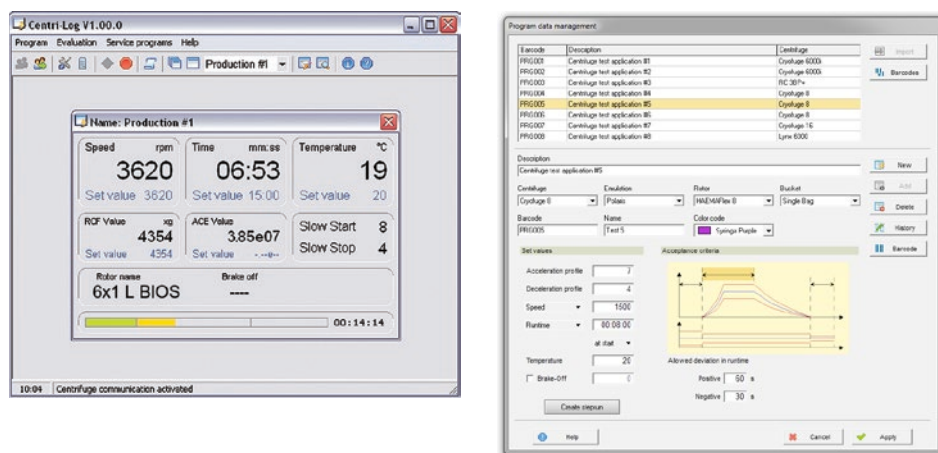 Centri-Log V1.00.0
Program Evaluation Service programs Help
Production #1
Name: Production #1
Speed rpm Time mm:ss Temperature °C
3620 06:53 19
Set value 3620 Set value 15:00 Set value 20
RCF Value xg ACE Value Slow Start 8
4354 3.85e07 Slow Stop 4
Set value 4354 Set value -.--e--
Rotor name Brake off
6x1 L BIOS ----
00:14:14
10:04 Centrifuge communication activated
Program data management
Barcode Description Centrifuge
PRG001 Centrifuge test application #1 Cryofuge 6000i
PRG002 Centrifuge test application #2 Cryofuge 6000i
PRG003 Centrifuge test application #3 RC 3BP+
PRG004 Centrifuge test application #4 Cryofuge 8
PRG005 Centrifuge test application #5 Cryofuge 8
PRG006 Centrifuge test application #6 Cryofuge 8
PRG007 Centrifuge test application #7 Cryofuge 16
PRG008 Centrifuge test application #8 Lynx 6000
Import
Barcodes
Description
Centrifuge test application #5
Centrifuge Emulation Rotor Bucket
Cryofuge 8 Polaris HAEMAFlex 8 Single Bag
Barcode Name Color code
PRG005 Test 5 Syringa Purple
New
Add
Delete
History
Barcode
Set values Acceptance criteria
Acceleration profile 7
Deceleration profile 4
Speed 1500
Runtime 00:08:00
at start
Temperature 20
Brake-Off 0
Allowed deviation in runtime
Positive 60 s
Negative 30 s
Create steprun
Help Cancel Apply